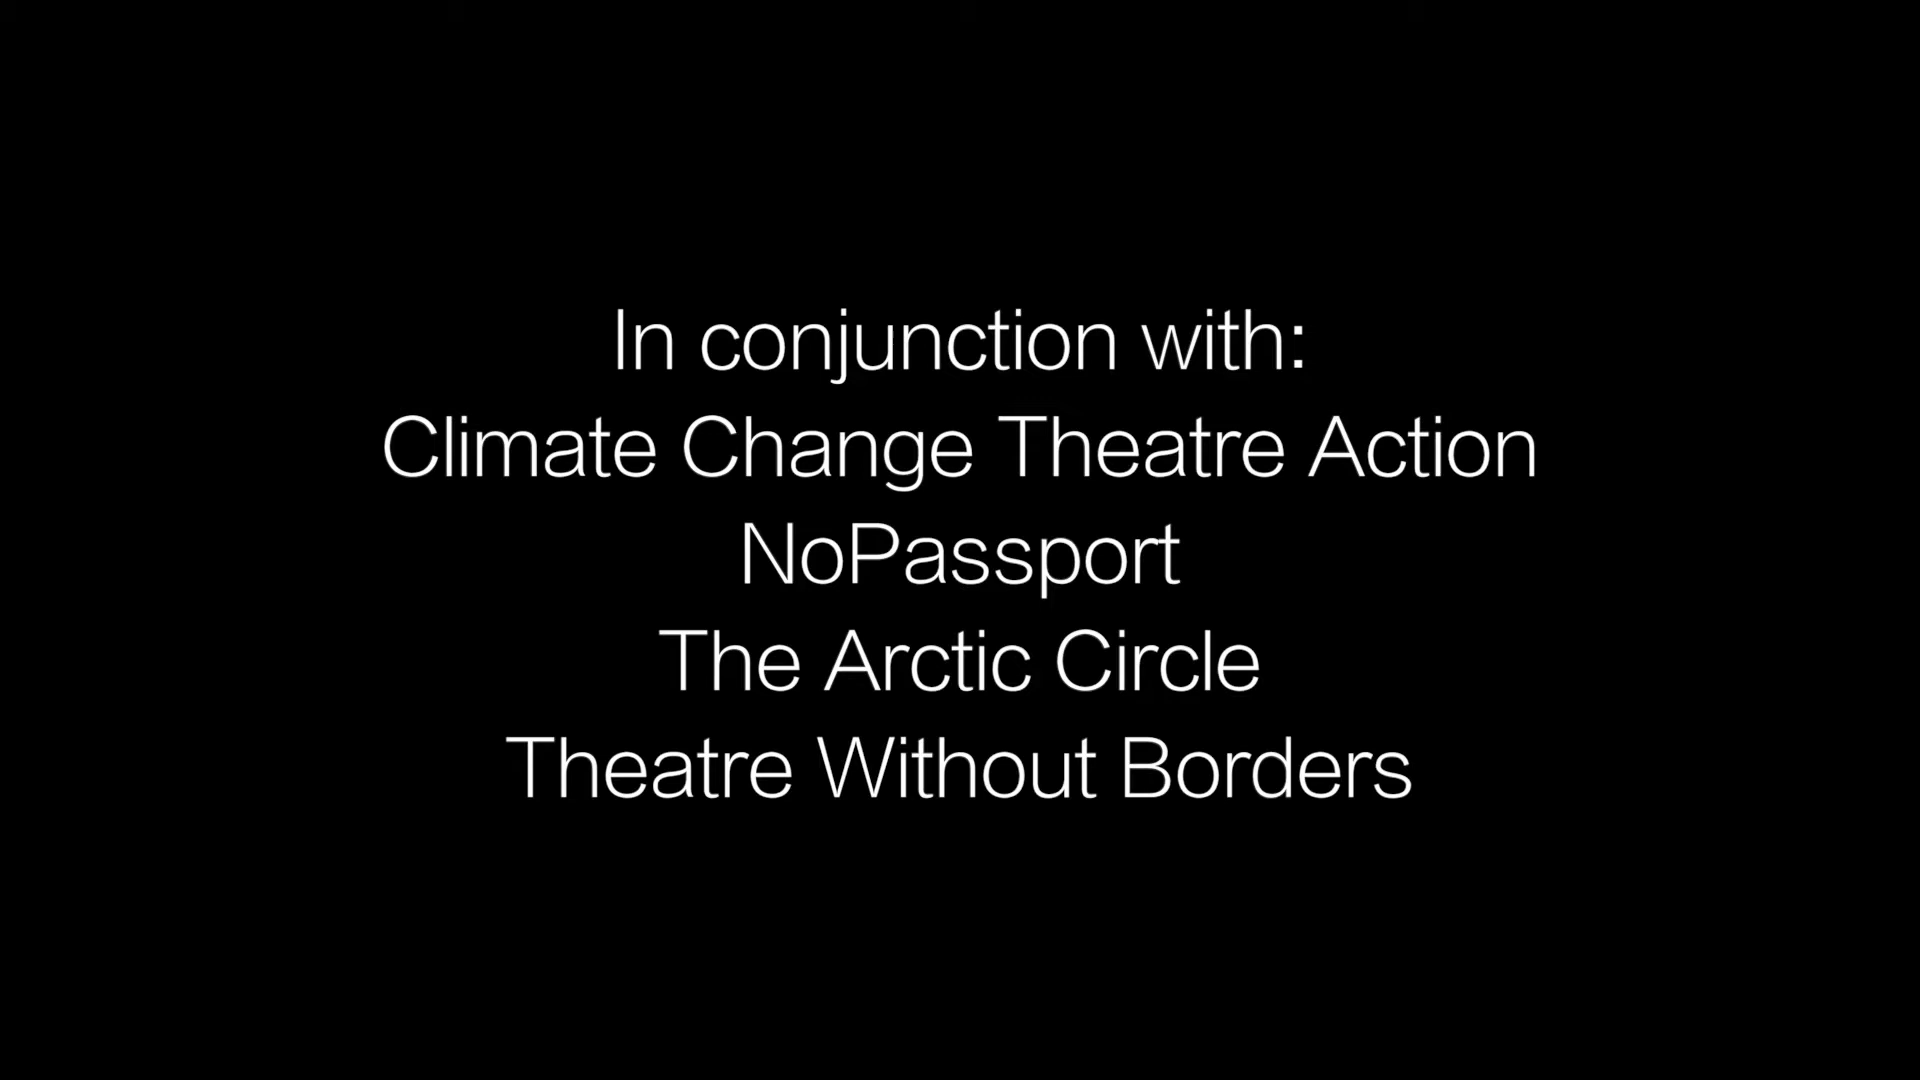 In conjunction with:
Climate Change Theatre Action
NoPassport
The Arctic Circle
Theatre Without Borders